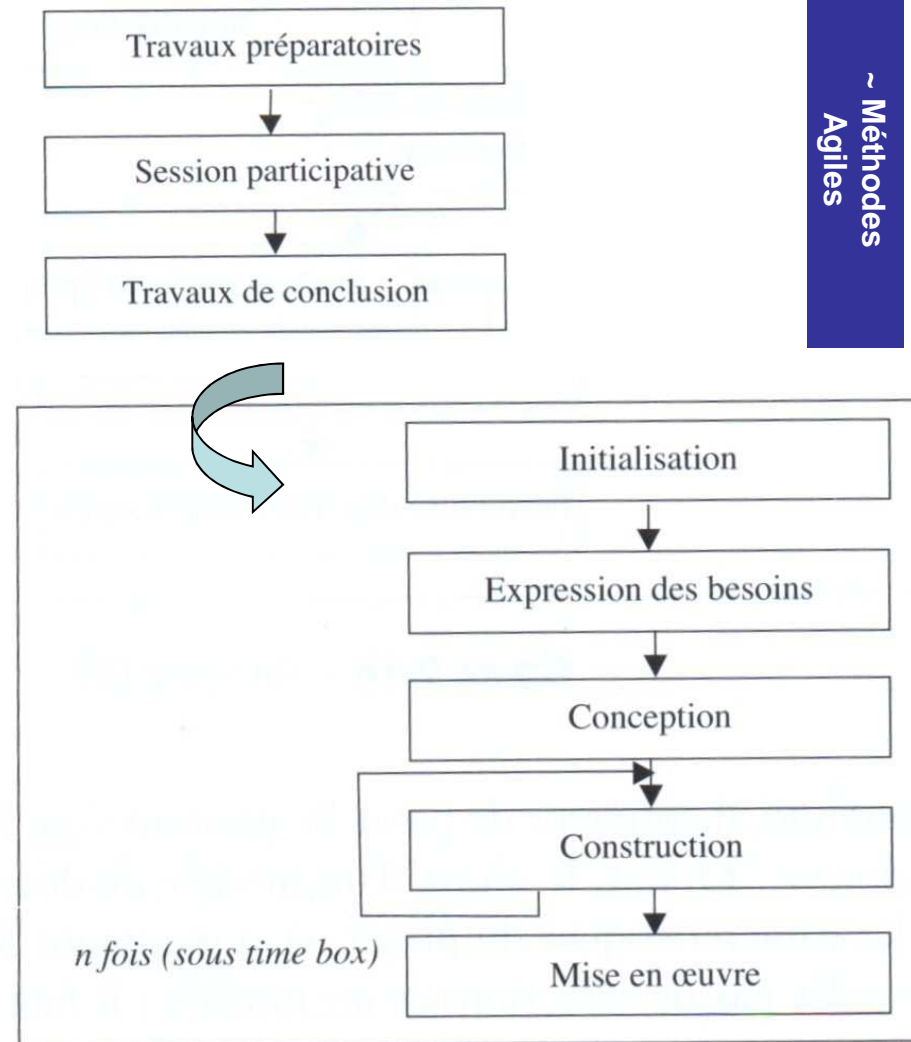 Travaux préparatoires
Session participative
Travaux de conclusion
~ Méthodes
Agiles
Initialisation
Expression des besoins
Conception
Construction
n fois (sous time box)
Mise en œuvre